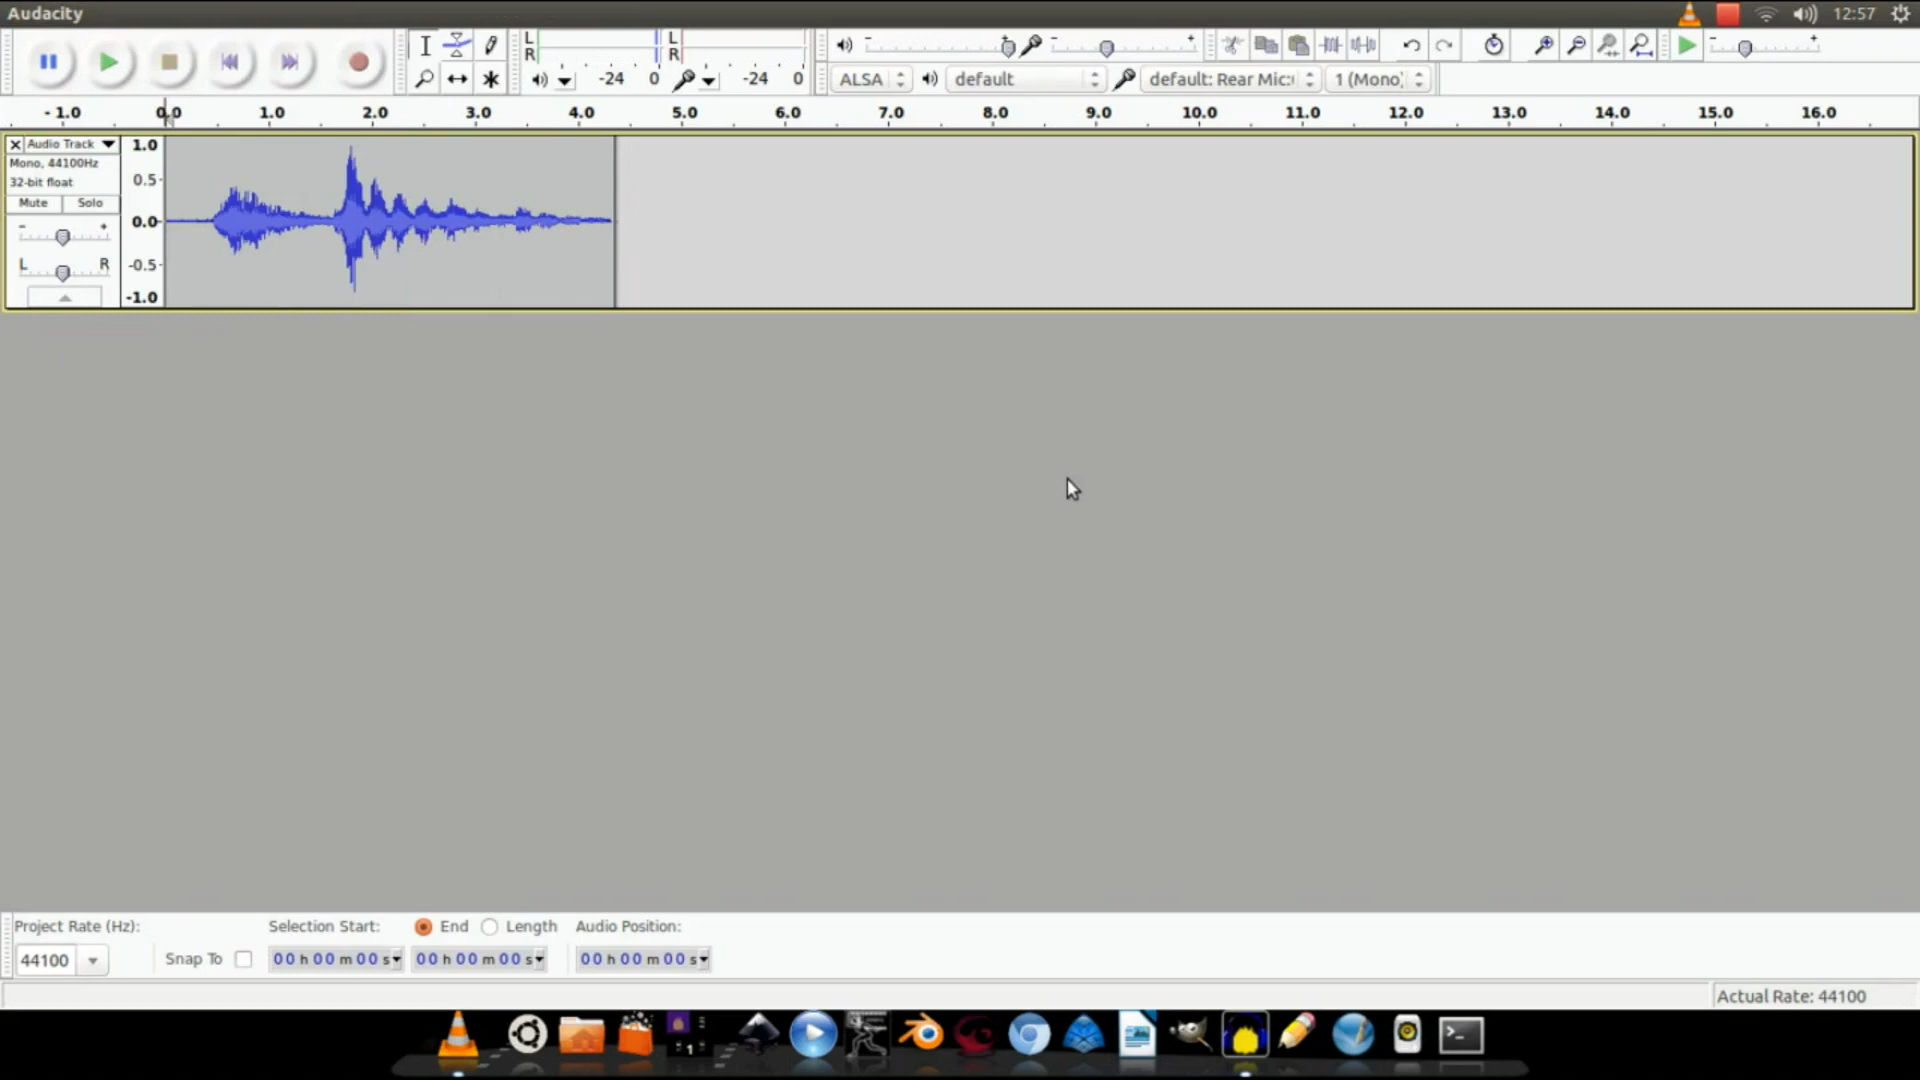 Audacity 12:57
L L
R R
-24 0 -24 0
ALSA default default: Rear Mic: 1 (Mono)
- 1.0 0.0 1.0 2.0 3.0 4.0 5.0 6.0 7.0 8.0 9.0 10.0 11.0 12.0 13.0 14.0 15.0 16.0
Audio Track 1.0
Mono, 44100Hz
32-bit float 0.5
Mute Solo
0.0
L R -0.5
-1.0
Project Rate (Hz): Selection Start: End Length Audio Position:
44100 Snap To 00 h 00 m 00 s 00 h 00 m 00 s 00 h 00 m 00 s
Actual Rate: 44100
1